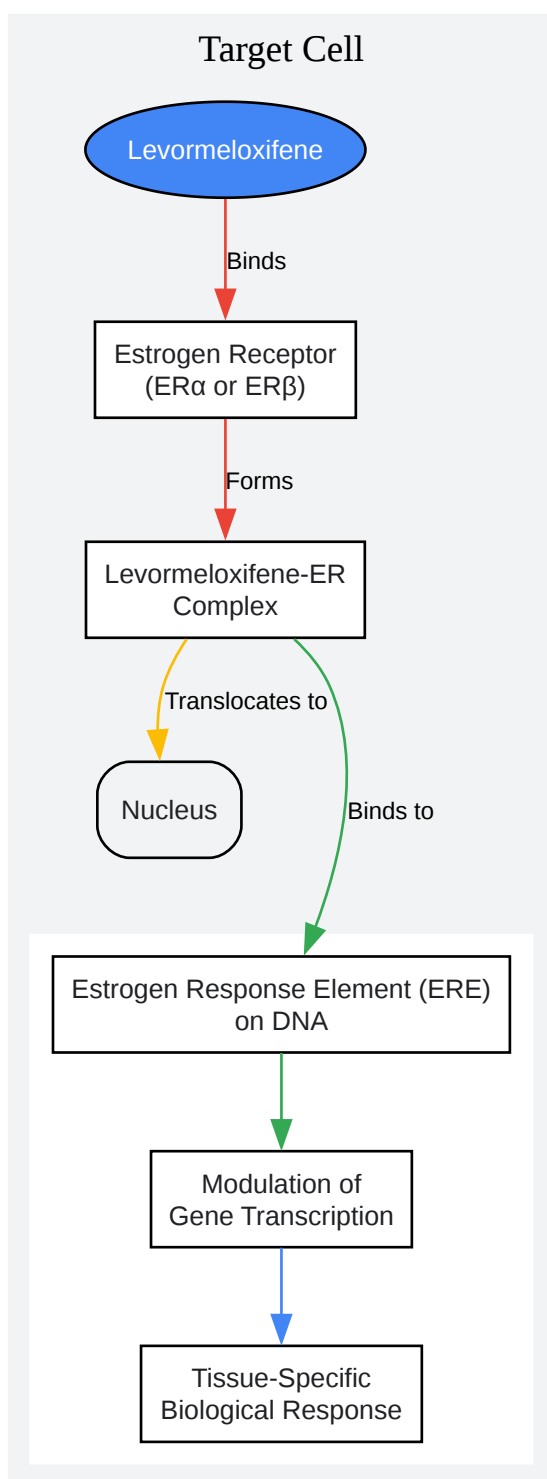 Target Cell
Levormeloxifene
Binds
Estrogen Receptor
(ERα or ERβ)
Forms
Levormeloxifene-ER
Complex
Translocates to
Nucleus
Binds to
Estrogen Response Element (ERE)
on DNA
Modulation of
Gene Transcription
Tissue-Specific
Biological Response